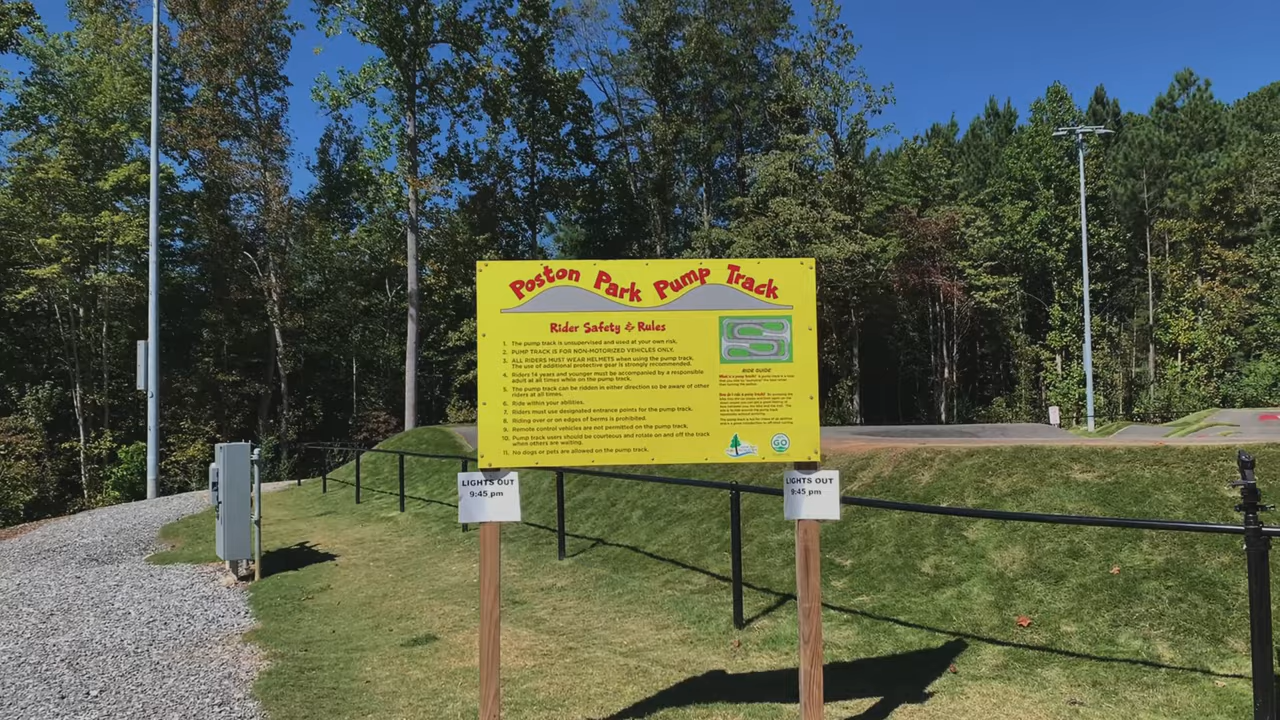 Poston Park Pump Track
Rider Safety & Rules
1. The pump track is unsupervised and used at your own risk.
2. PUMP TRACK IS FOR NON-MOTORIZED VEHICLES ONLY.
3. ALL RIDERS MUST WEAR HELMETS when using the pump track.
The use of additional protective gear is strongly recommended.
4. Riders 14 years and younger must be accompanied by a responsible
adult at all times while on the pump track.
5. The pump track can be ridden in either direction so be aware of other
riders at all times.
6. Ride within your abilities.
7. Riders must use designated entrance points for the pump track.
8. Riding over or on edges of berms is prohibited.
9. Remote control vehicles are not permitted on the pump track.
10. Pump track users should be courteous and rotate on and off the track
when others are waiting.
11. No dogs or pets are allowed on the pump track.
RIDE GUIDE
What is a pump track?
GO
LIGHTS OUT
9:45 pm
LIGHTS OUT
9:45 pm